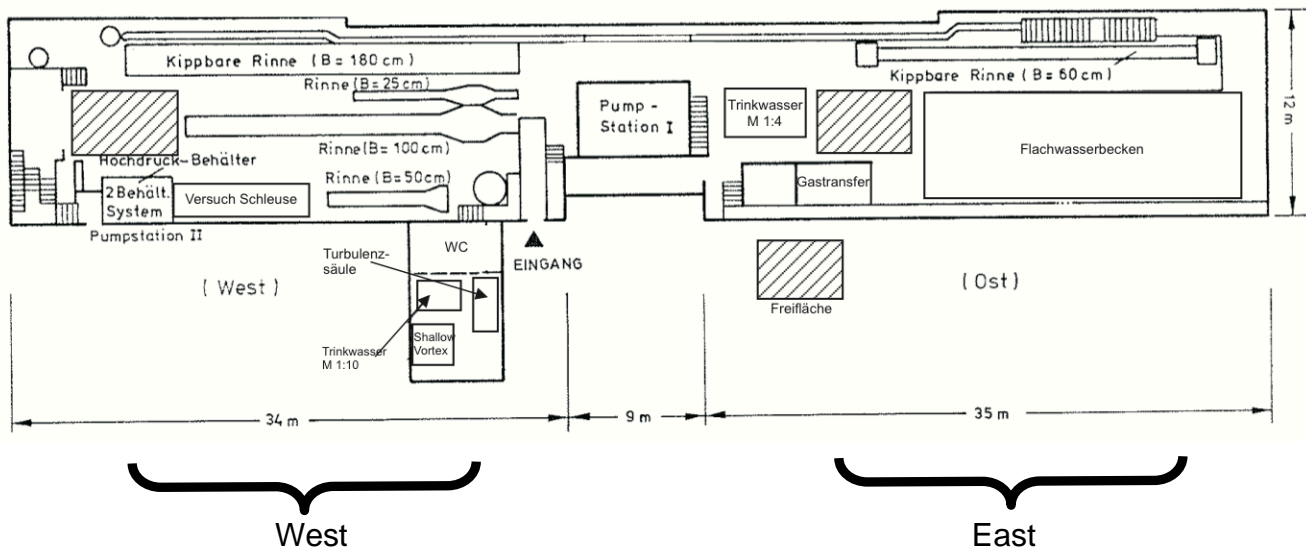 Kippbare Rinne (B= 180 cm)
Rinne (B= 25 cm)
Rinne (B= 100 cm)
Hochdruck-Behälter
2 Behält.
System
Versuch Schleuse
Rinne (B= 50 cm)
Pumpstation II
Pump -
Station I
Trinkwasser
M 1:4
Kippbare Rinne (B= 60 cm)
Flachwasserbecken
Gastransfer
12 m
WC
EINGANG
Turbulenz-
säule
Trinkwasser
M 1:10
Shallow
Vortex
( West )
( Ost )
Freifläche
34 m
9 m
35 m
West
East